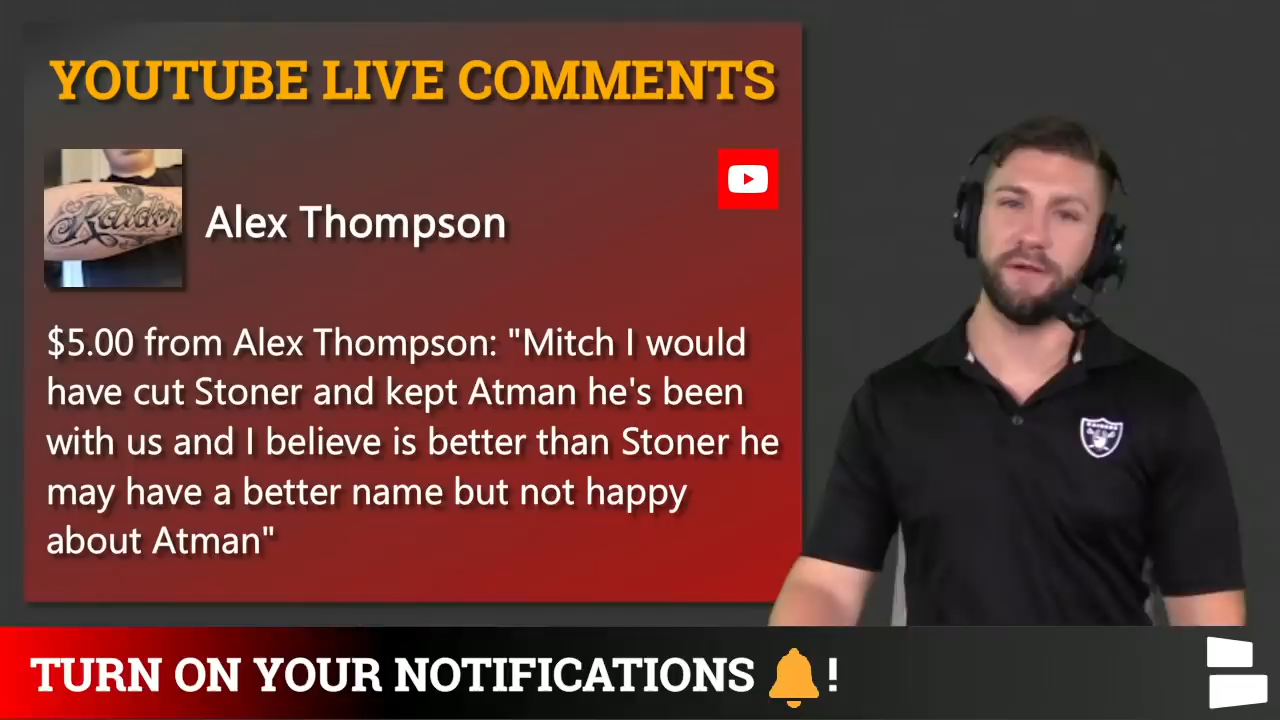 YOUTUBE LIVE COMMENTS
Raider
Alex Thompson
$5.00 from Alex Thompson: "Mitch I would
have cut Stoner and kept Atman he's been
with us and I believe is better than Stoner he
may have a better name but not happy
about Atman"
RAIDERS
TURN ON YOUR NOTIFICATIONS !